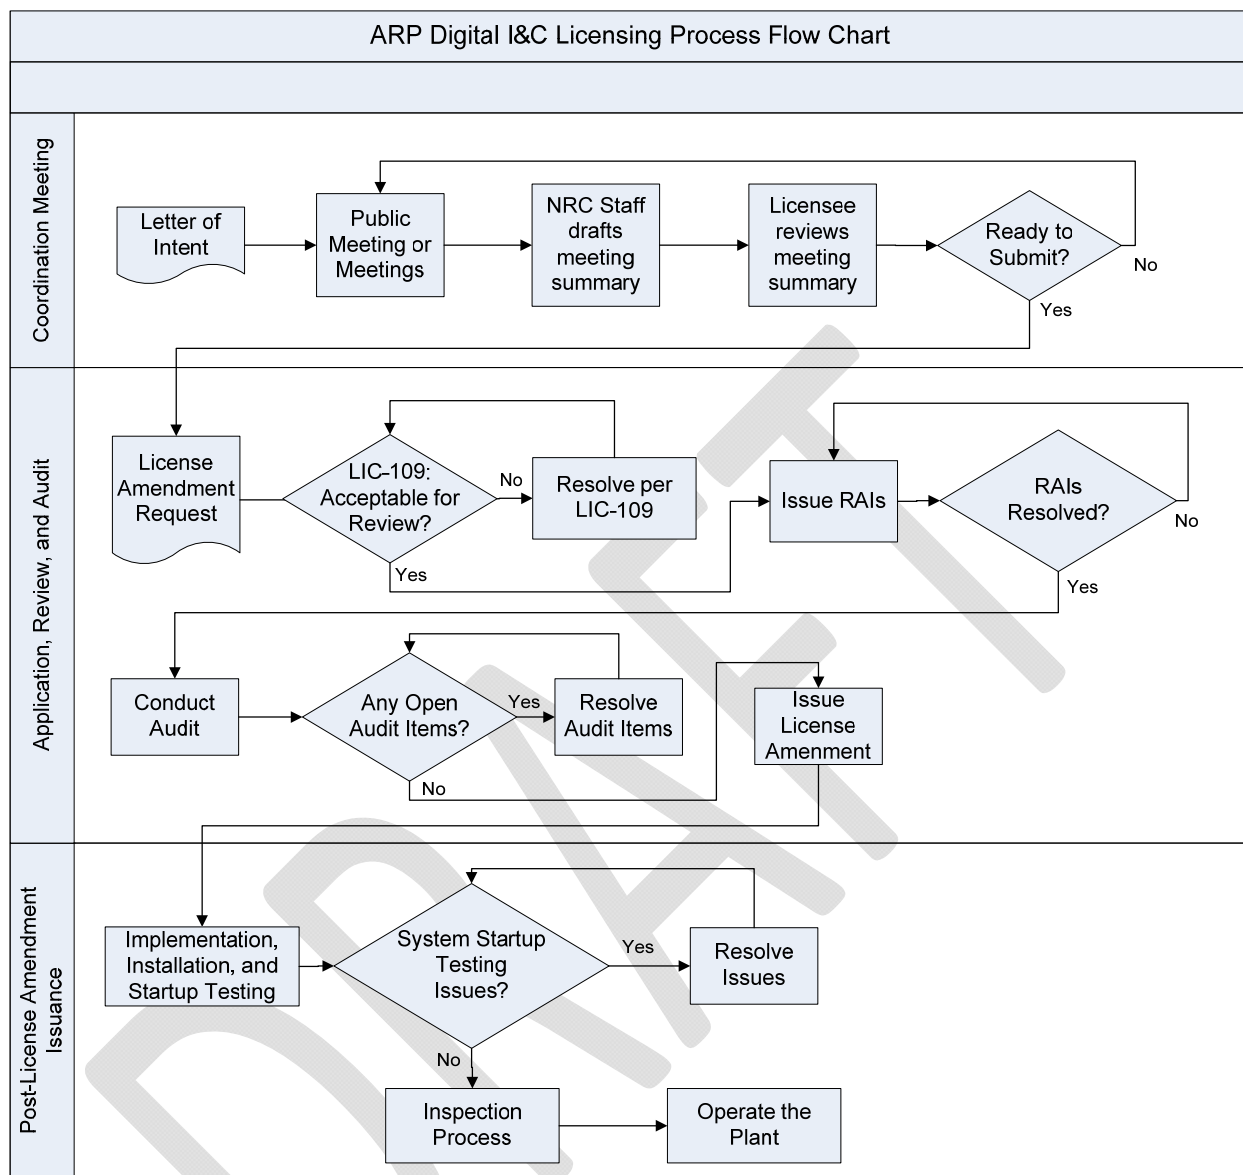 ARP Digital I&C Licensing Process Flow Chart
Coordination Meeting
Letter of
Intent
Public
Meeting or
Meetings
NRC Staff
drafts
meeting
summary
Licensee
reviews
meeting
summary
Ready to
Submit?
No
Yes
Application, Review, and Audit
License
Amendment
Request
LIC-109:
Acceptable for
Review?
No
Yes
Resolve per
LIC-109
Issue RAIs
RAIs
Resolved?
No
Yes
Conduct
Audit
Any Open
Audit Items?
Yes
No
Resolve
Audit Items
Issue
License
Amenment
Post-License Amendment
Issuance
Implementation,
Installation, and
Startup Testing
System Startup
Testing
Issues?
Yes
No
Resolve
Issues
Inspection
Process
Operate the
Plant
DRAFT